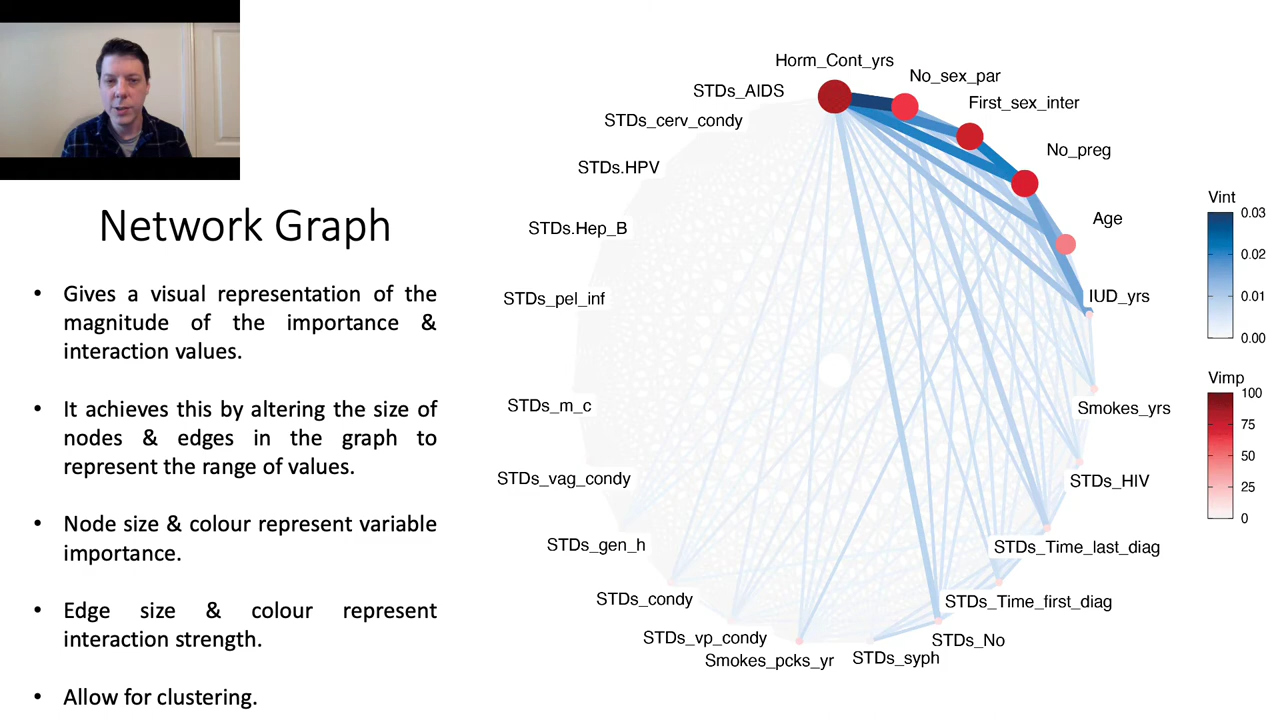 Network Graph
• Gives a visual representation of the
magnitude of the importance &
interaction values.
• It achieves this by altering the size of
nodes & edges in the graph to
represent the range of values.
• Node size & colour represent variable
importance.
• Edge size & colour represent
interaction strength.
• Allow for clustering.
Horm_Cont_yrs
No_sex_par
First_sex_inter
No_preg
Age
IUD_yrs
Smokes_yrs
STDs_HIV
STDs_Time_last_diag
STDs_Time_first_diag
STDs_No
STDs_syph
Smokes_pcks_yr
STDs_vp_condy
STDs_condy
STDs_gen_h
STDs_vag_condy
STDs_m_c
STDs_pel_inf
STDs.Hep_B
STDs.HPV
STDs_cerv_condy
STDs_AIDS
Vint
0.03
0.02
0.01
0.00
Vimp
100
75
50
25
0